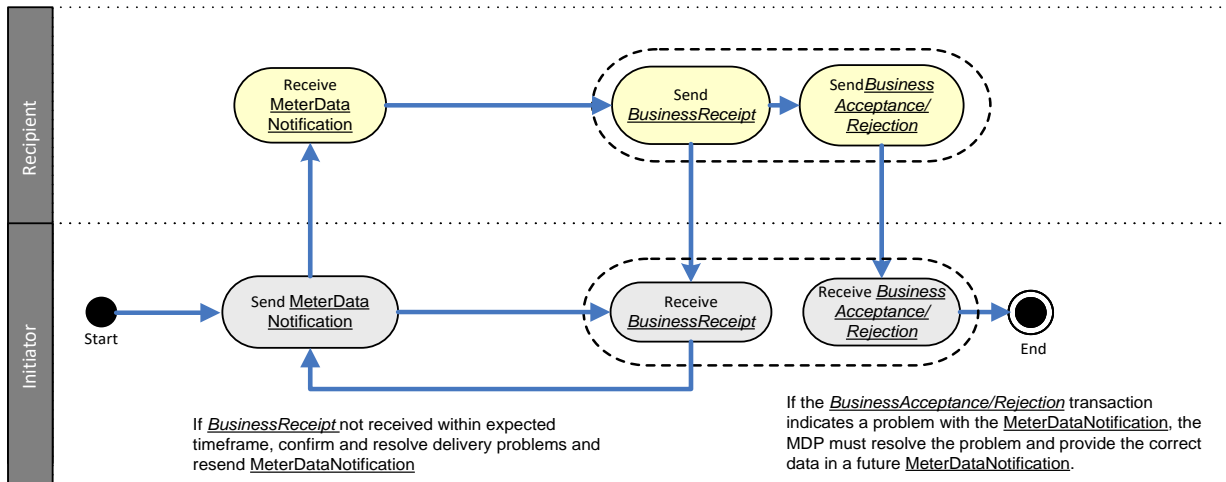 Recipient
Receive
MeterData
Notification
Send
BusinessReceipt
SendBusiness
Acceptance/
Rejection
Initiator
Start
Send MeterData
Notification
Receive
BusinessReceipt
Receive Business
Acceptance/
Rejection
End
If BusinessReceipt not received within expected
timeframe, confirm and resolve delivery problems and
resend MeterDataNotification
If the BusinessAcceptance/Rejection transaction
indicates a problem with the MeterDataNotification, the
MDP must resolve the problem and provide the correct
data in a future MeterDataNotification.